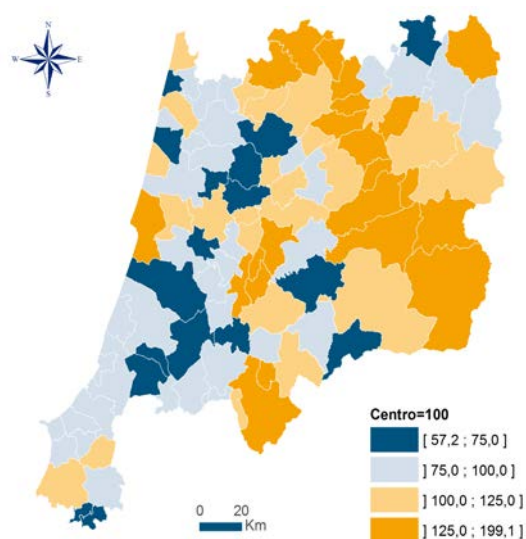 N
W
E
S
Centro=100
[ 57,2 ; 75,0 ]
] 75,0 ; 100,0 ]
] 100,0 ; 125,0 ]
] 125,0 ; 199,1 ]
0 20
Km